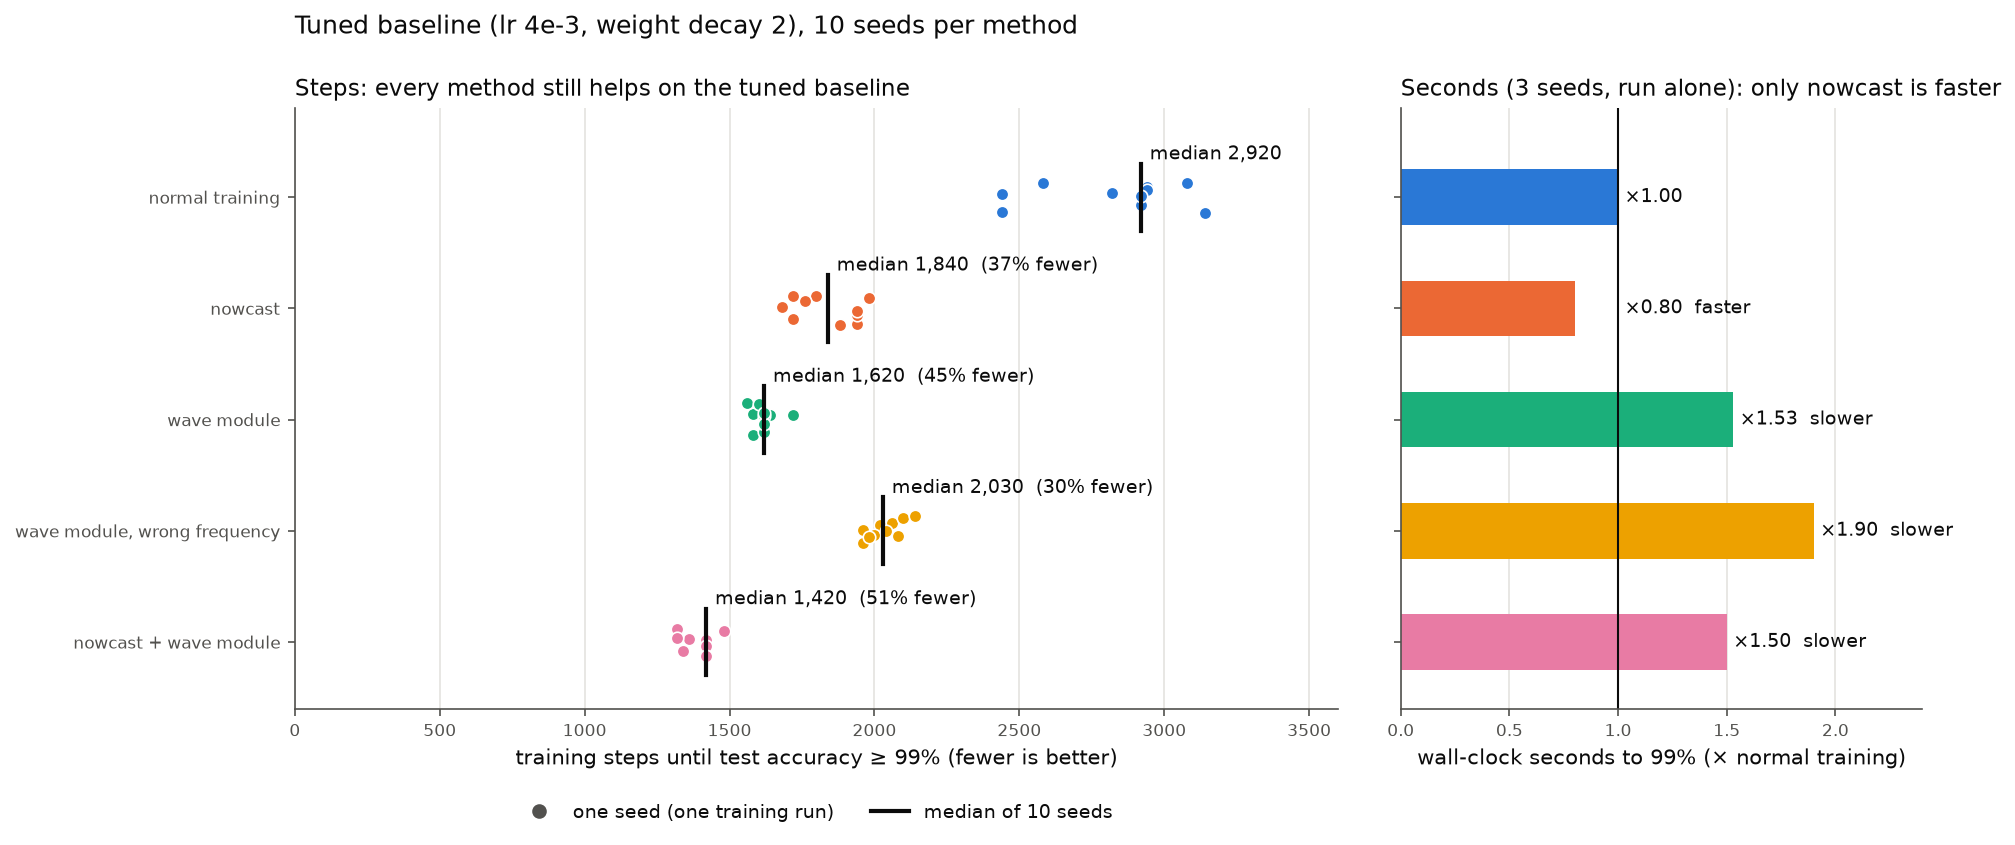 Tuned baseline (lr 4e-3, weight decay 2), 10 seeds per method
Steps: every method still helps on the tuned baseline
normal training
nowcast
wave module
wave module, wrong frequency
nowcast + wave module
median 2,920
median 1,840 (37% fewer)
median 1,620 (45% fewer)
median 2,030 (30% fewer)
median 1,420 (51% fewer)
0 500 1000 1500 2000 2500 3000 3500
training steps until test accuracy ≥ 99% (fewer is better)
Seconds (3 seeds, run alone): only nowcast is faster
×1.00
×0.80 faster
×1.53 slower
×1.90 slower
×1.50 slower
0.0 0.5 1.0 1.5 2.0
wall-clock seconds to 99% (× normal training)
one seed (one training run)
median of 10 seeds